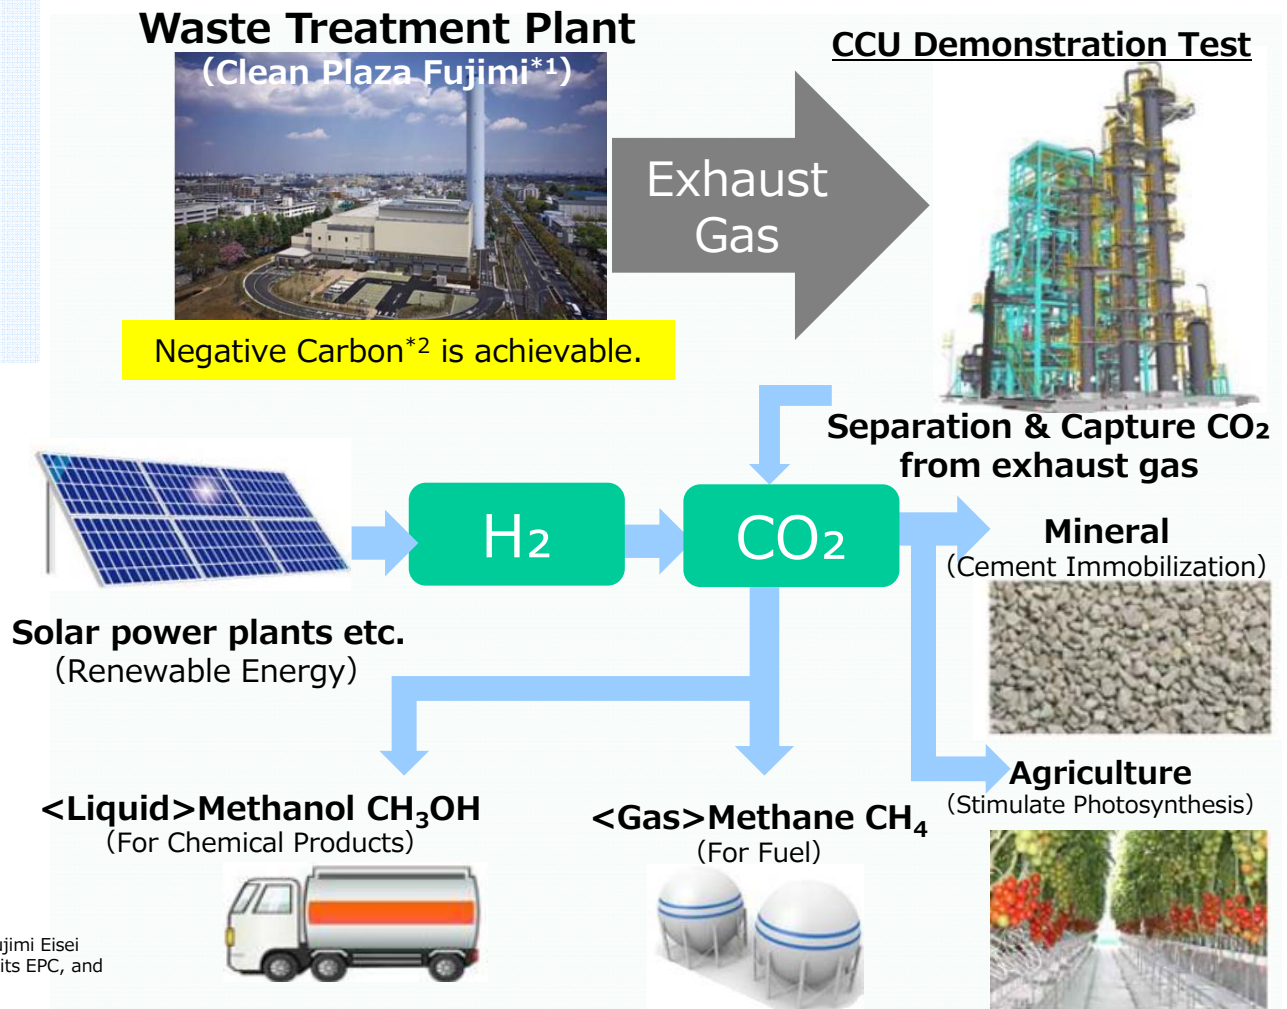 Waste Treatment Plant
（Clean Plaza Fujimi*1）
CCU Demonstration Test
Exhaust
Gas
Negative Carbon*2 is achievable.
Separation & Capture CO₂
from exhaust gas
H₂
CO₂
Mineral
（Cement Immobilization）
Solar power plants etc.
（Renewable Energy）
Agriculture
（Stimulate Photosynthesis）
<Liquid>Methanol CH₃OH
（For Chemical Products）
<Gas>Methane CH₄
（For Fuel）
Eisei
its EPC, and